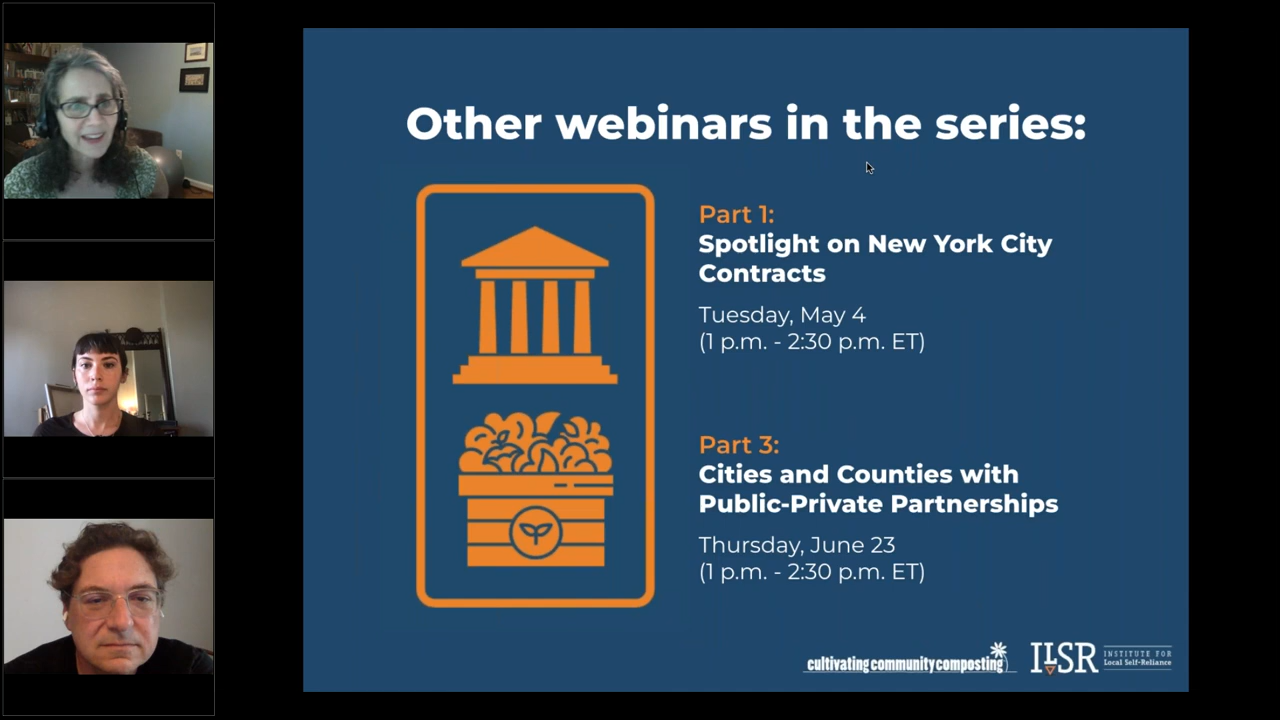 Other webinars in the series:
Part 1:
Spotlight on New York City
Contracts
Tuesday, May 4
(1 p.m. - 2:30 p.m. ET)
Part 3:
Cities and Counties with
Public-Private Partnerships
Thursday, June 23
(1 p.m. - 2:30 p.m. ET)
cultivating community composting
ILSR
INSTITUTE FOR
Local Self-Reliance